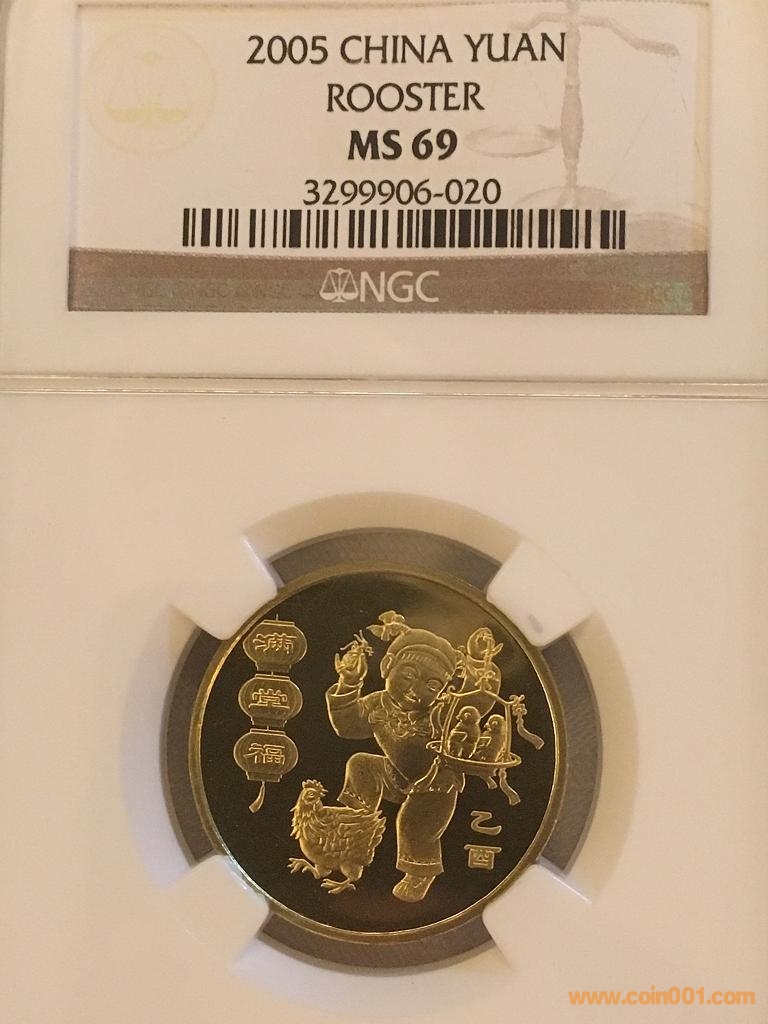 2005 CHINA YUAN
ROOSTER
MS 69
3299906-020
NGC
满
堂
福
乙
酉
www.coin001.com